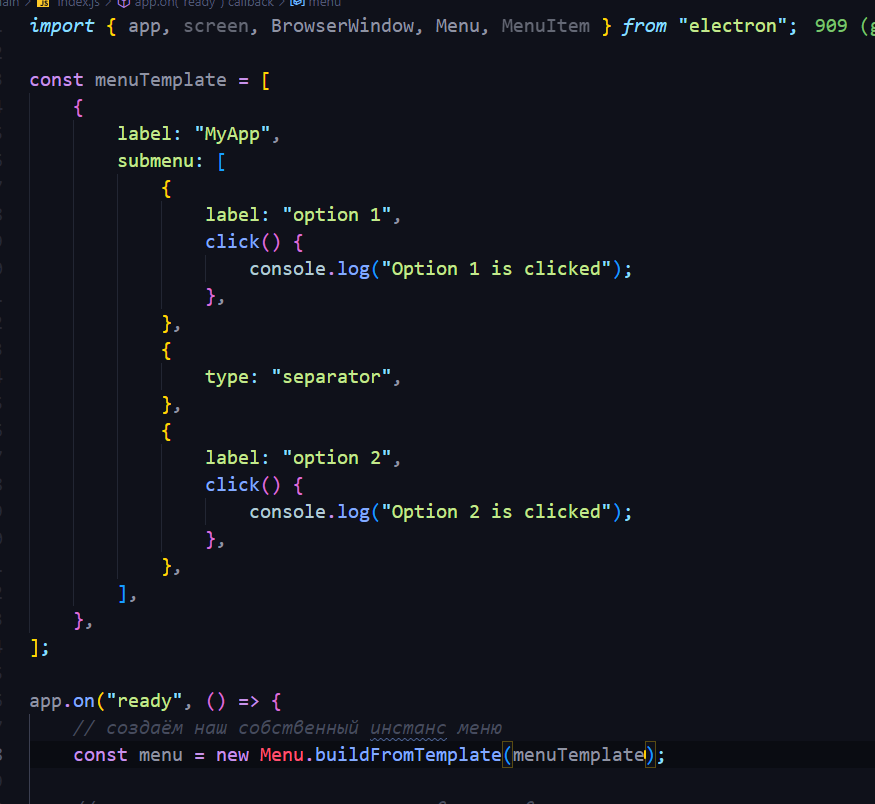 index.js > app.on("ready") callback > menu
import { app, screen, BrowserWindow, Menu, MenuItem } from "electron"; 909
const menuTemplate = [
{
label: "MyApp",
submenu: [
{
label: "option 1",
click() {
console.log("Option 1 is clicked");
},
},
{
type: "separator",
},
{
label: "option 2",
click() {
console.log("Option 2 is clicked");
},
},
],
},
];
app.on("ready", () => {
// создаём наш собственный инстанс меню
const menu = new Menu.buildFromTemplate(menuTemplate);